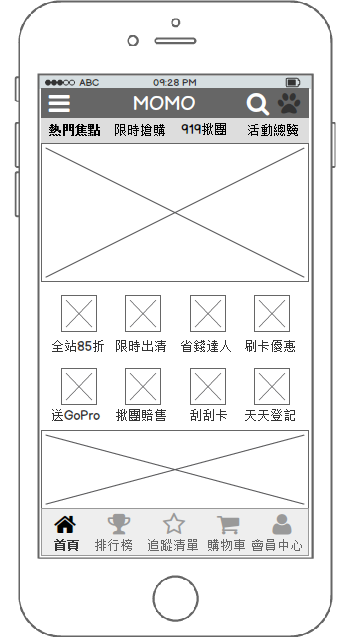 ABC 09:28 PM
MOMO
熱門焦點 限時搶購 919揪團 活動總覽
全站85折 限時出清 省錢達人 刷卡優惠
送GoPro 揪團賠售 刮刮卡 天天登記
首頁 排行榜 追蹤清單 購物車 會員中心